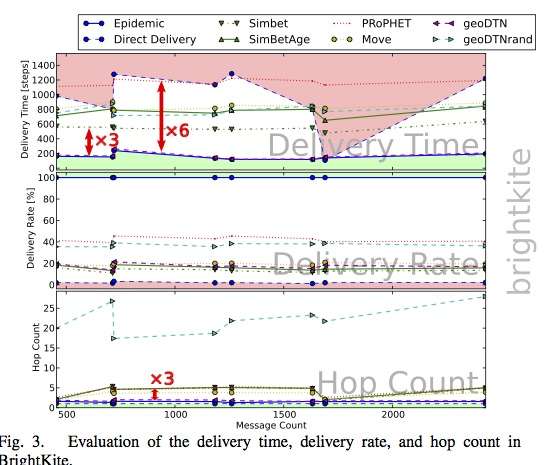 Epidemic Simbet PRoPHET geoDTN
Direct Delivery SimBetAge Move geoDTNrand
Delivery Time [steps]
1400
1200
1000
800
600
400
200
0
×3
×6
Delivery Time
Delivery Rate [%]
100
80
60
40
20
0
Delivery Rate
brightkite
Hop Count
25
20
15
10
5
0
×3
Hop Count
500 1000 1500 2000
Message Count
Fig. 3. Evaluation of the delivery time, delivery rate, and hop count in
BrightKite.